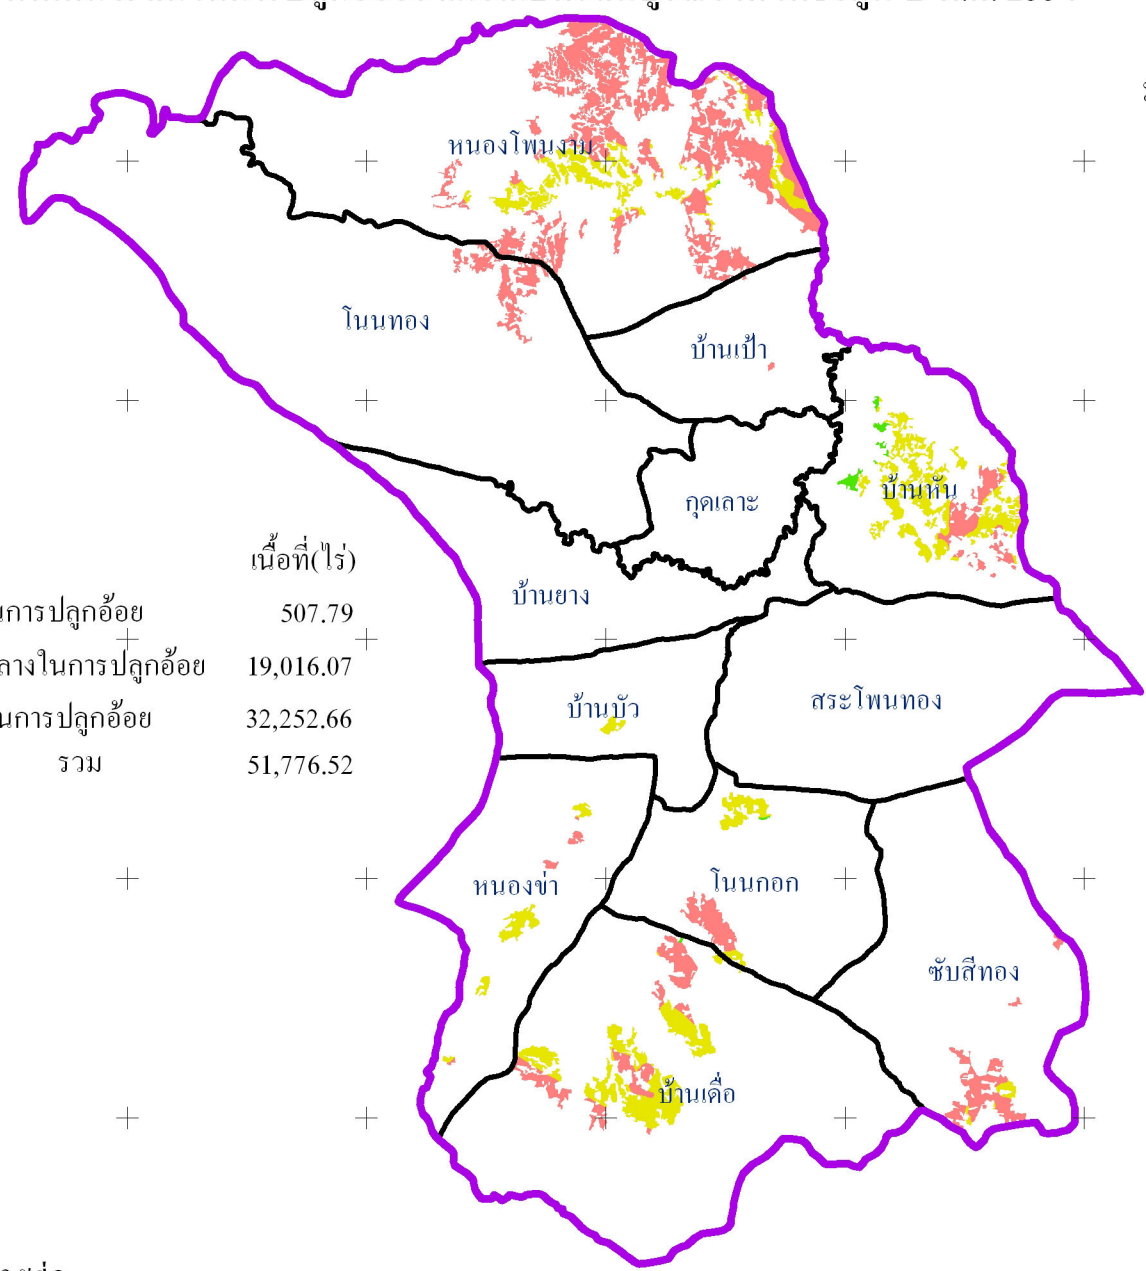 หนองโพนงาม
โนนทอง
บ้านเป้า
บ้านหัน
กุดเลาะ
เนื้อที่(ไร่)
บ้านยาง
นการปลูกอ้อย 507.79
ลางในการปลูกอ้อย 19,016.07
บ้านบัว
สระโพนทอง
นการปลูกอ้อย 32,252.66
รวม 51,776.52
หนองข่า
โนนกอก
ซับสีทอง
บ้านเดื่อ